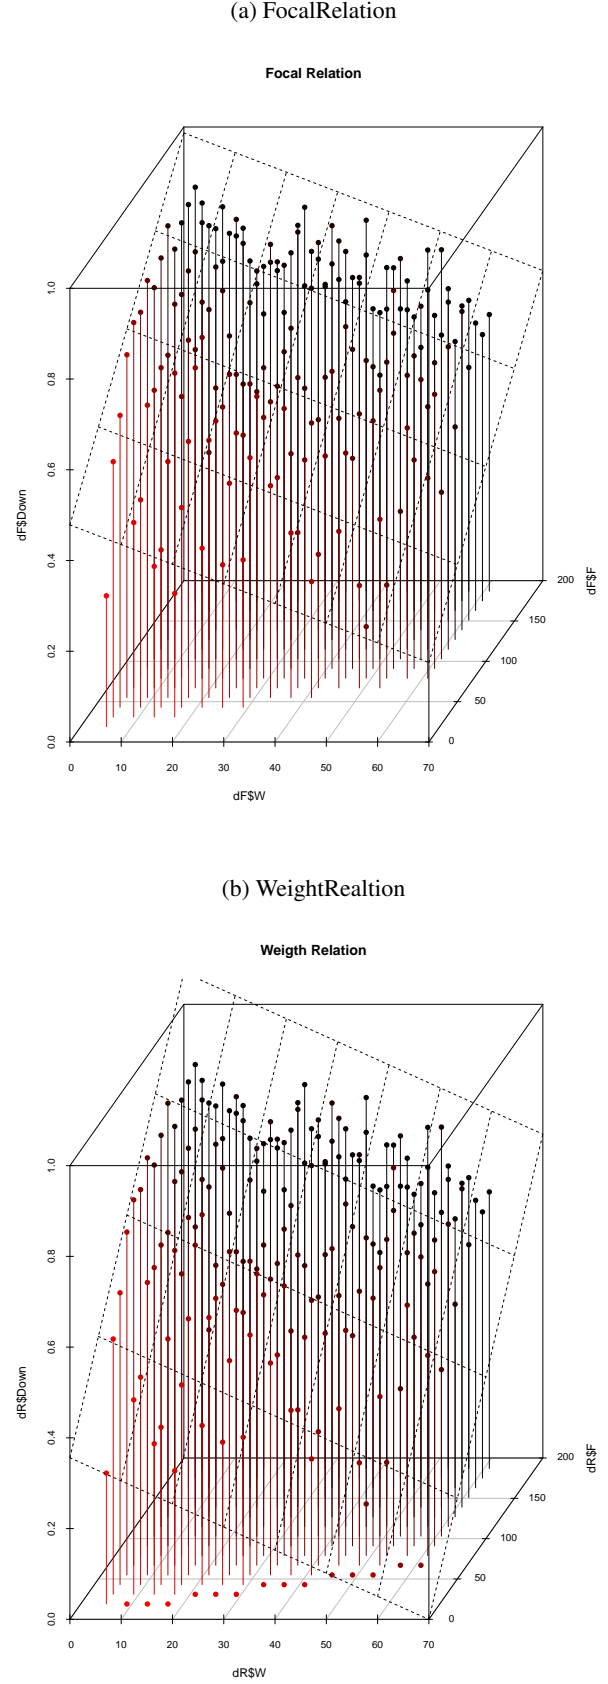 (a) FocalRelation
Focal Relation
1.0
0.8
0.6
0.4
0.2
0.0
dF$Down
0 10 20 30 40 50 60 70
dF$W
0
50
100
150
200
dF$F
(b) WeightRealtion
Weigth Relation
1.0
0.8
0.6
0.4
0.2
0.0
dR$Down
0 10 20 30 40 50 60 70
dR$W
0
50
100
150
200
dR$F